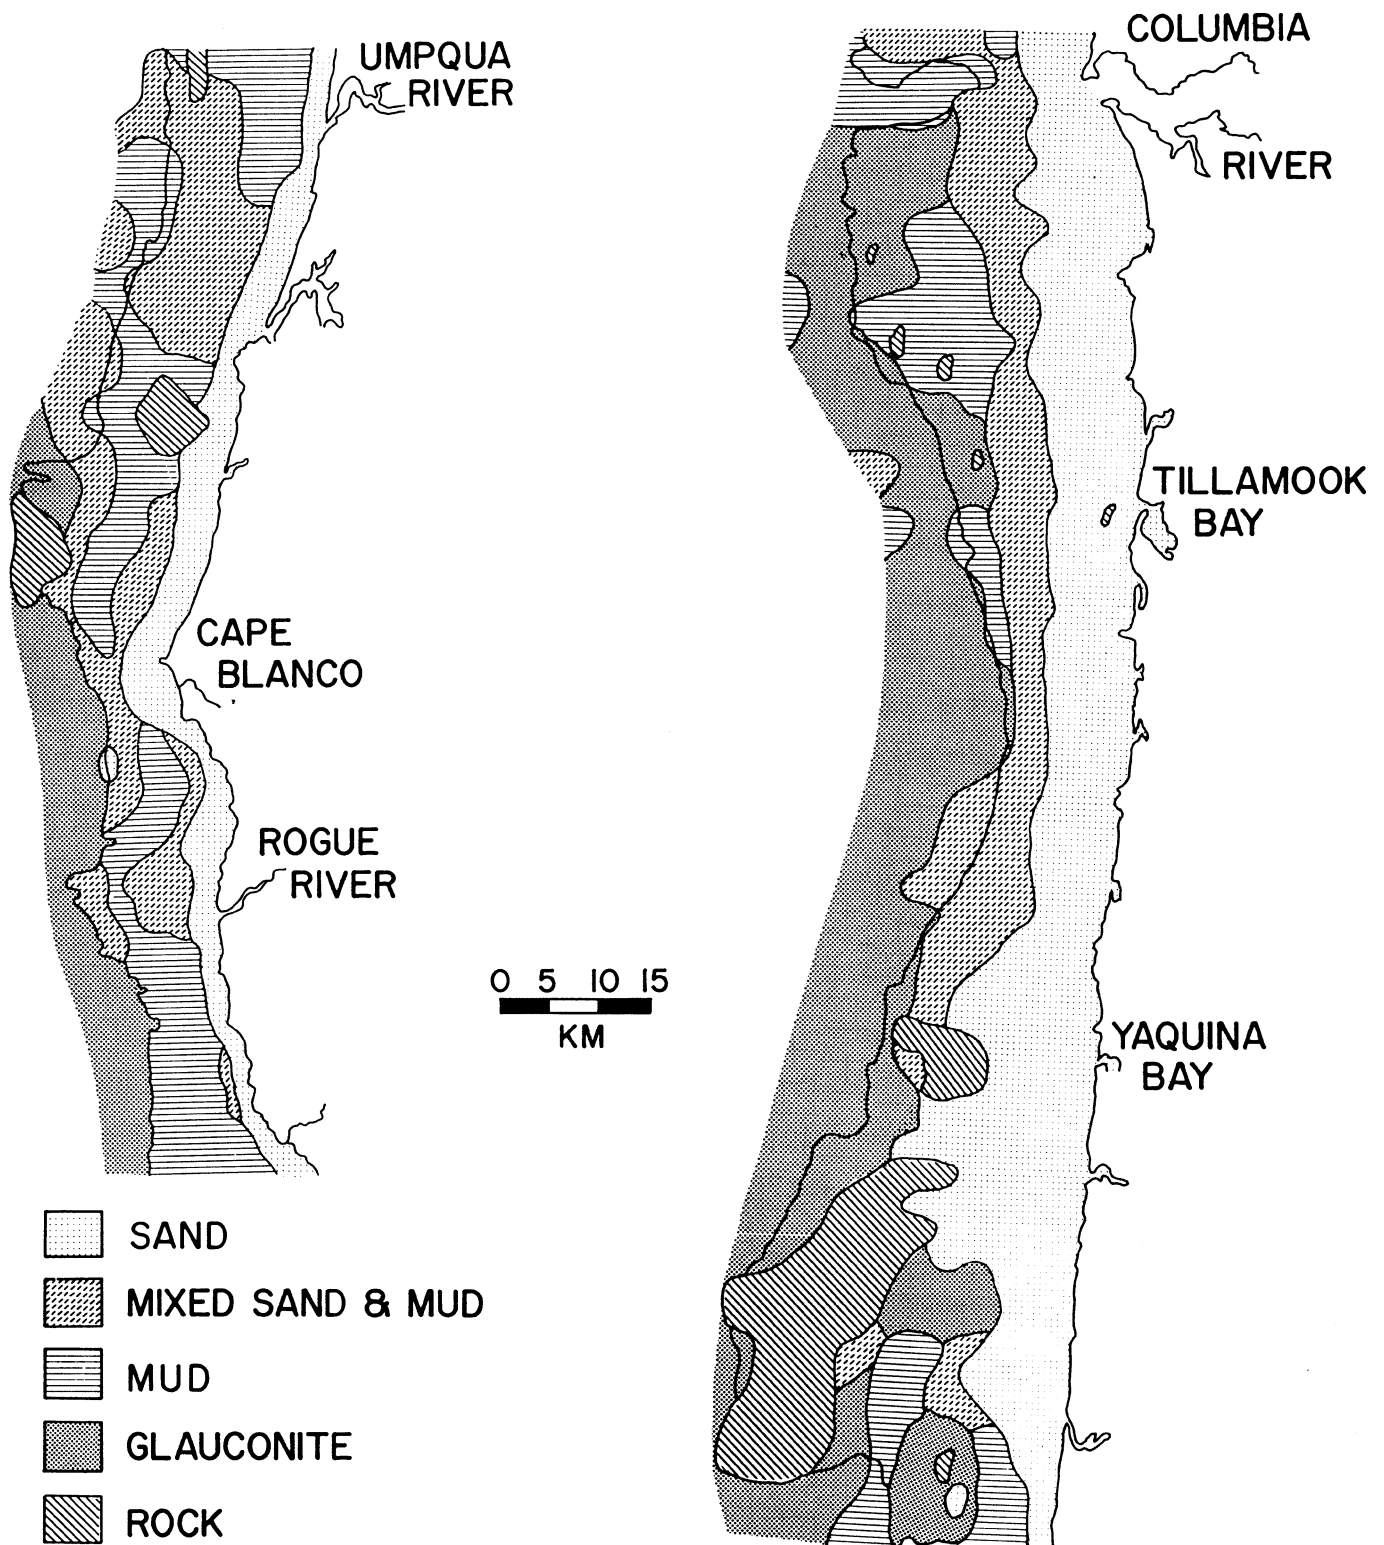 UMPQUA
RIVER
COLUMBIA
RIVER
TILLAMOOK
BAY
CAPE
BLANCO
ROGUE
RIVER
0 5 10 15
KM
YAQUINA
BAY
SAND
MIXED SAND & MUD
MUD
GLAUCONITE
ROCK